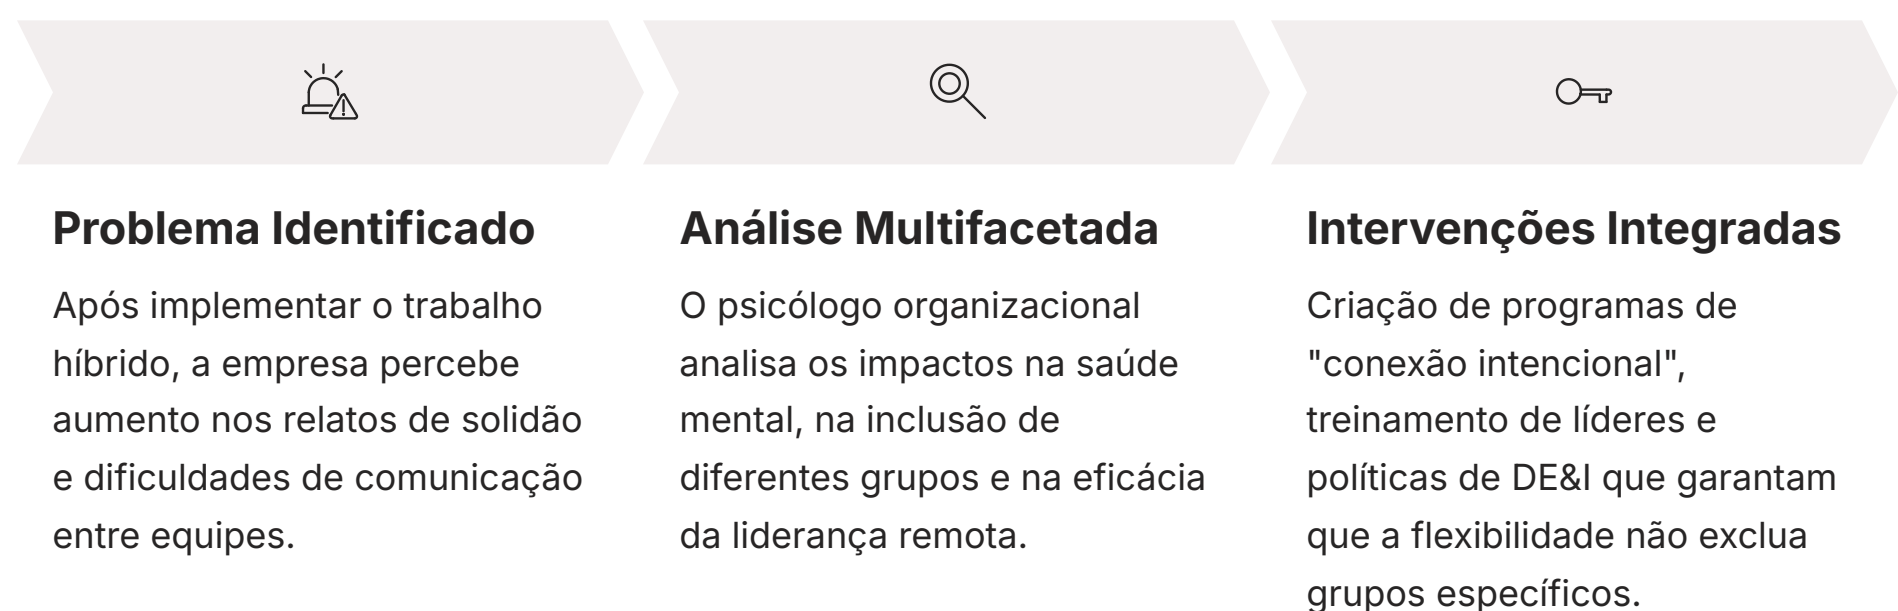 Problema Identificado
Após implementar o trabalho
híbrido, a empresa percebe
aumento nos relatos de solidão
e dificuldades de comunicação
entre equipes.
Análise Multifacetada
O psicólogo organizacional
analisa os impactos na saúde
mental, na inclusão de
diferentes grupos e na eficácia
da liderança remota.
Intervenções Integradas
Criação de programas de
"conexão intencional",
treinamento de líderes e
políticas de DE&I que garantam
que a flexibilidade não exclua
grupos específicos.